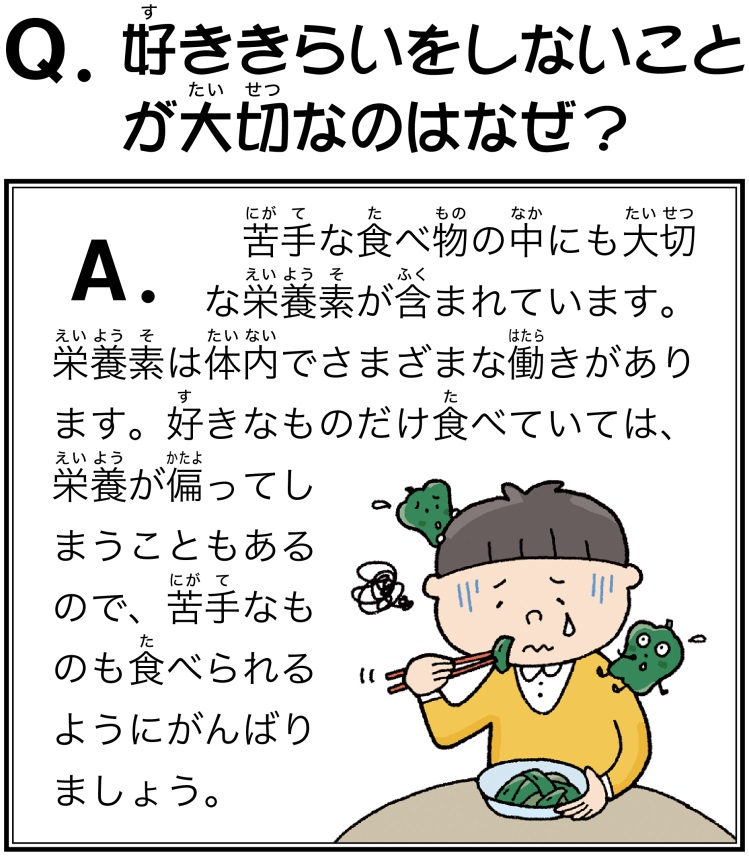 Q. 好ききらいをしないこと
が大切なのはなぜ？
A. 苦手な食べ物の中にも大切
な栄養素が含まれています。
栄養素は体内でさまざまな働きがあり
ます。好きなものだけ食べていては、
栄養が偏ってし
まうこともある
ので、苦手なも
のも食べられる
ようにがんばり
ましょう。